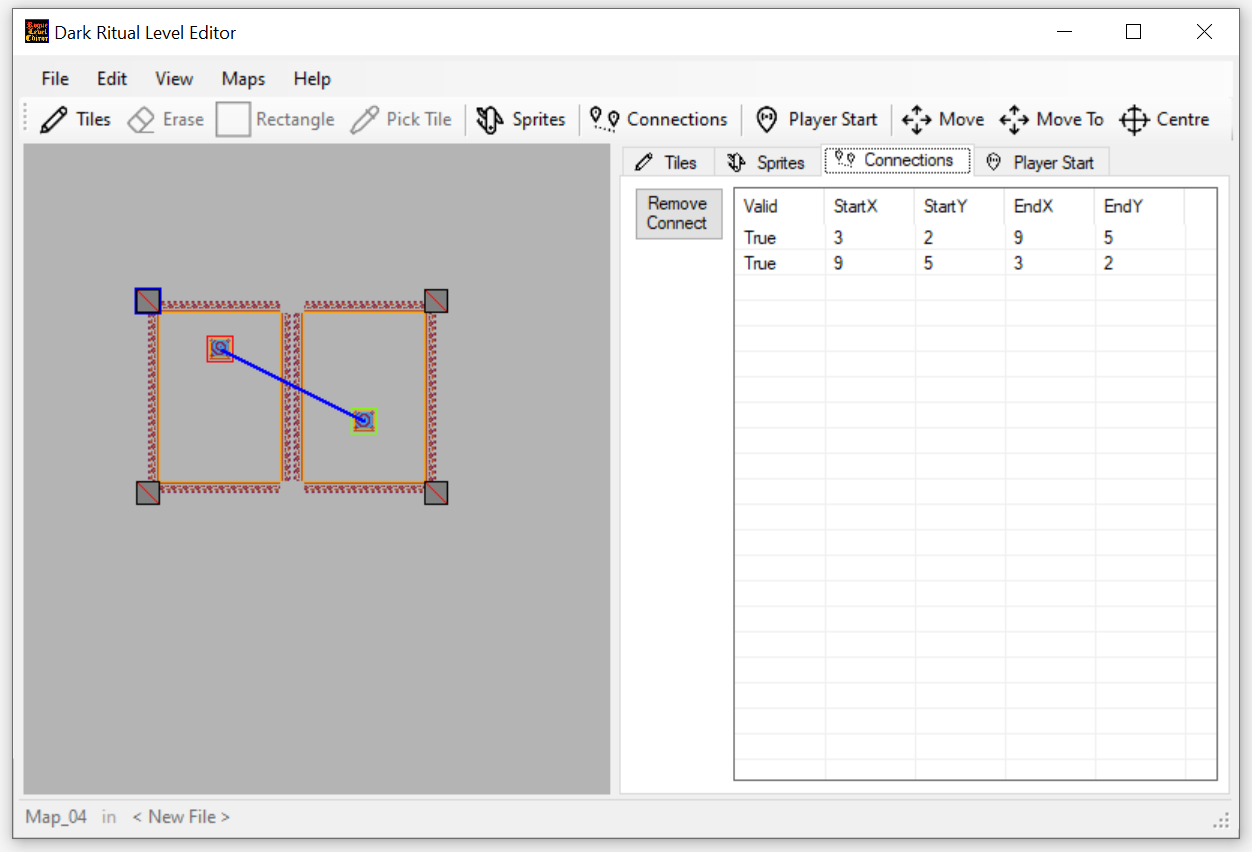 Dark Ritual Level Editor
File Edit View Maps Help
Tiles Erase Rectangle Pick Tile Sprites Connections Player Start Move Move To Centre
Tiles Sprites Connections Player Start
Remove
Connect
Valid StartX StartY EndX EndY
True 3 2 9 5
True 9 5 3 2
Map_04 in < New File >